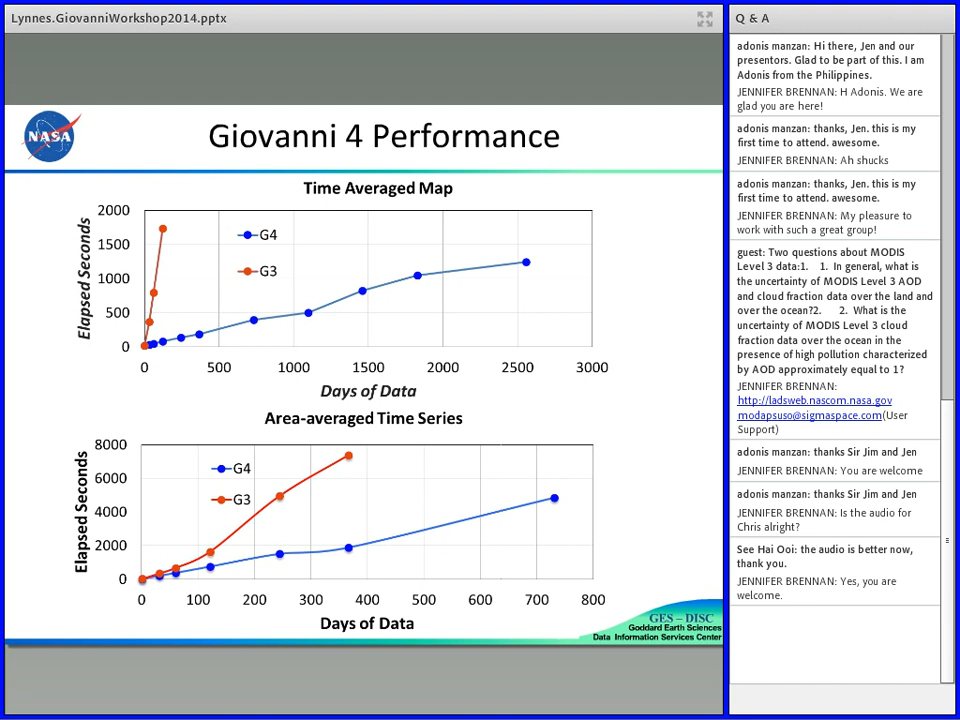 Lynnes.GiovanniWorkshop2014.pptx
NASA
Giovanni 4 Performance
Time Averaged Map
Elapsed Seconds
2000
1500
1000
500
0
G4
G3
0 500 1000 1500 2000 2500 3000
Days of Data
Area-averaged Time Series
Elapsed Seconds
8000
6000
4000
2000
0
G4
G3
0 100 200 300 400 500 600 700 800
Days of Data
GES – DISC
Goddard Earth Sciences
Data Information Services Center
Q & A
adonis manzan: Hi there, Jen and our
presentors. Glad to be part of this. I am
Adonis from the Philippines.
JENNIFER BRENNAN: H Adonis. We are
glad you are here!
adonis manzan: thanks, Jen. this is my
first time to attend. awesome.
JENNIFER BRENNAN: Ah shucks
adonis manzan: thanks, Jen. this is my
first time to attend. awesome.
JENNIFER BRENNAN: My pleasure to
work with such a great group!
guest: Two questions about MODIS
Level 3 data:1. 1. In general, what is
the uncertainty of MODIS Level 3 AOD
and cloud fraction data over the land and
over the ocean?2. 2. What is the
uncertainty of MODIS Level 3 cloud
fraction data over the ocean in the
presence of high pollution characterized
by AOD approximately equal to 1?
JENNIFER BRENNAN:
http://ladsweb.nascom.nasa.gov
modapsuso@sigmaspace.com(User
Support)
adonis manzan: thanks Sir Jim and Jen
JENNIFER BRENNAN: You are welcome
adonis manzan: thanks Sir Jim and Jen
JENNIFER BRENNAN: Is the audio for
Chris alright?
See Hai Ooi: the audio is better now,
thank you.
JENNIFER BRENNAN: Yes, you are
welcome.